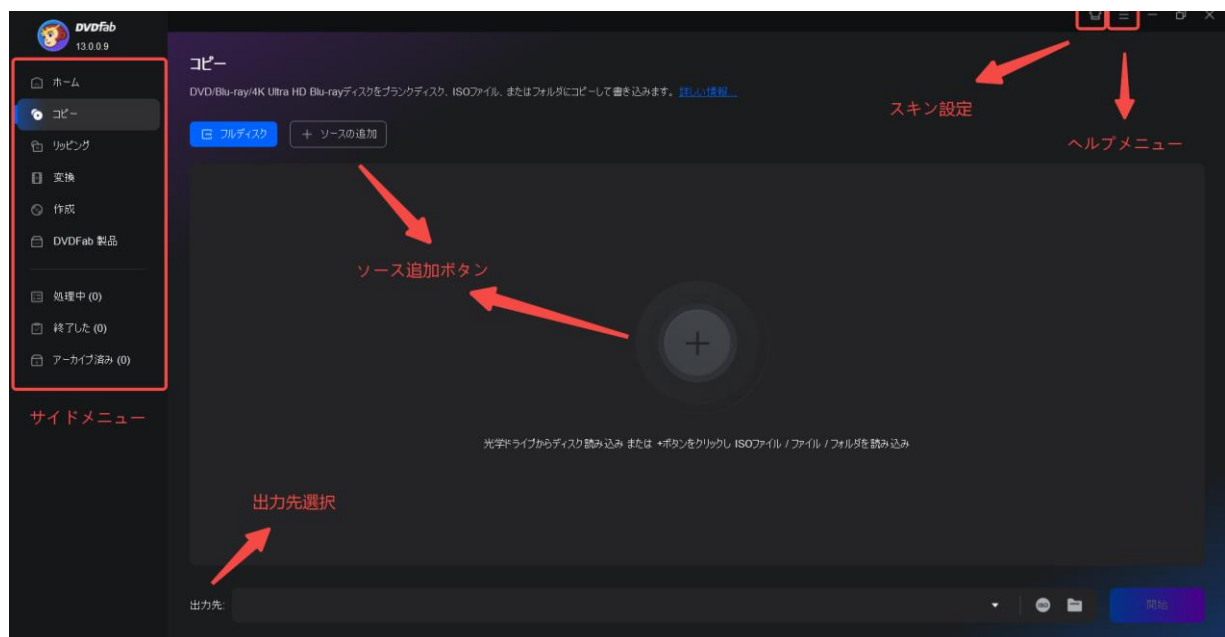 DVDFab
13.0.0.9
ホーム
コピー
リッピング
変換
作成
DVDFab 製品
処理中 (0)
終了した (0)
アーカイブ済み (0)
サイドメニュー
コピー
DVD/Blu-ray/4K Ultra HD Blu-rayディスクをブランクディスク、ISOファイル、またはフォルダにコピーして書き込みます。詳しい情報...
フルディスク
+ ソースの追加
スキン設定
ヘルプメニュー
ソース追加ボタン
光学ドライブからディスク読み込み または +ボタンをクリックし ISOファイル / ファイル / フォルダを読み込み
出力先選択
出力先:
ISO
開始